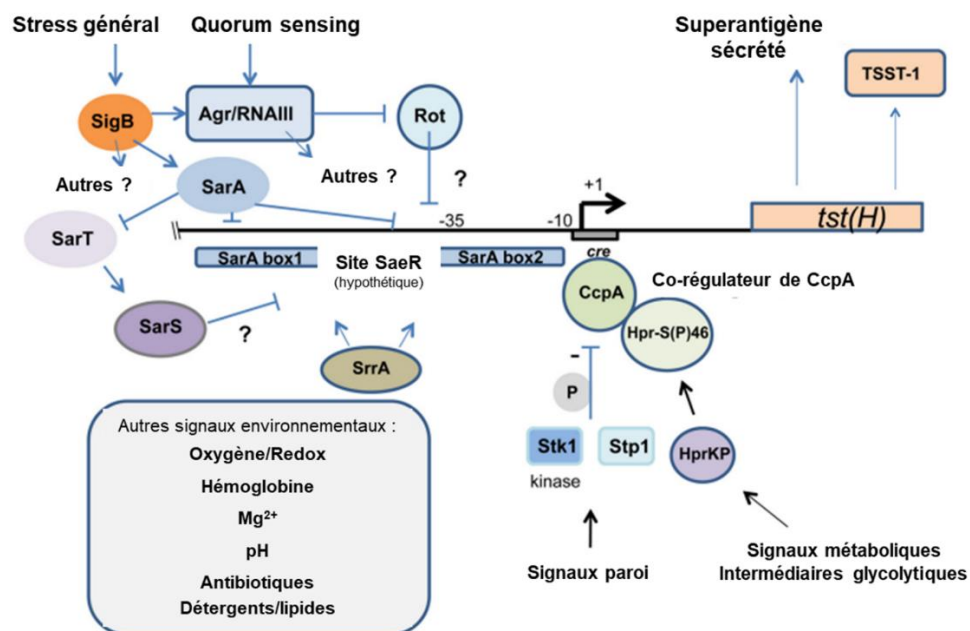 Stress général
Quorum sensing
Superantigène
sécrété
TSST-1
SigB
Agr/RNAIII
Rot
Autres ?
Autres ?
?
SarA
+1
-35
-10
tst(H)
SarT
SarA box1
Site SaeR
(hypothétique)
SarA box2
cre
CcpA
Co-régulateur de CcpA
Hpr-S(P)46
SarS
?
SrrA
-
P
Stk1
Stp1
HprKP
kinase
Autres signaux environnementaux :
Oxygène/Redox
Hémoglobine
Mg²⁺
pH
Antibiotiques
Détergents/lipides
Signaux paroi
Signaux métaboliques
Intermédiaires glycolytiques